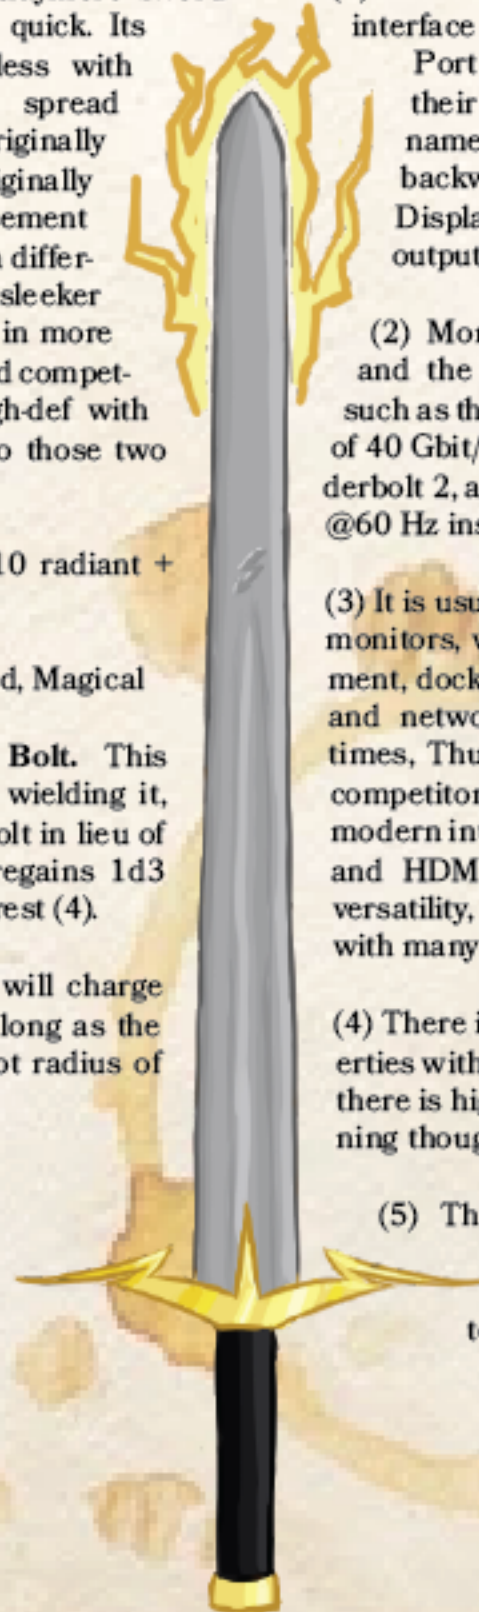 quick. Its
less with
spread
riginally
ginally
ement
differ-
sleeker
in more
d compet-
gh-def with
o those two
10 radiant +
d, Magical
Bolt. This
wielding it,
olt in lieu of
regains 1d3
rest (4).
will charge
long as the
ot radius of
interface
Port
their
name
backw
Displa
output
(2) Mor
and the
such as th
of 40 Gbit/
derbolt 2, a
@60 Hz ins
(3) It is usu
monitors, v
ment, dock
and netwo
times, Thu
competitor
modern int
and HDM
versatility,
with many
(4) There i
erties with
there is hig
ning thoug
(5) Th
to